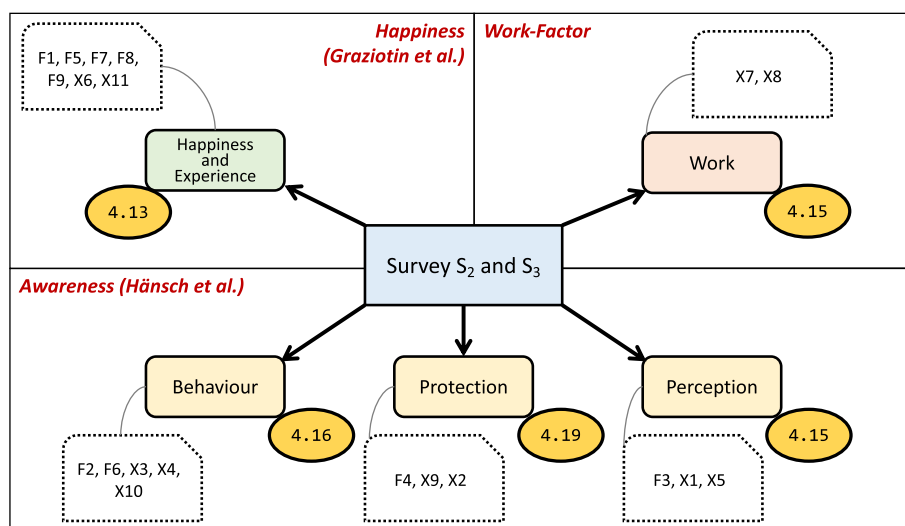 Happiness
(Graziotin et al.)
Work-Factor
F1, F5, F7, F8,
F9, X6, X11
X7, X8
Happiness
and
Experience
Work
4.13
4.15
Survey S₂ and S₃
Awareness (Hänsch et al.)
Behaviour
Protection
Perception
4.16
4.19
4.15
F2, F6, X3, X4,
X10
F4, X9, X2
F3, X1, X5